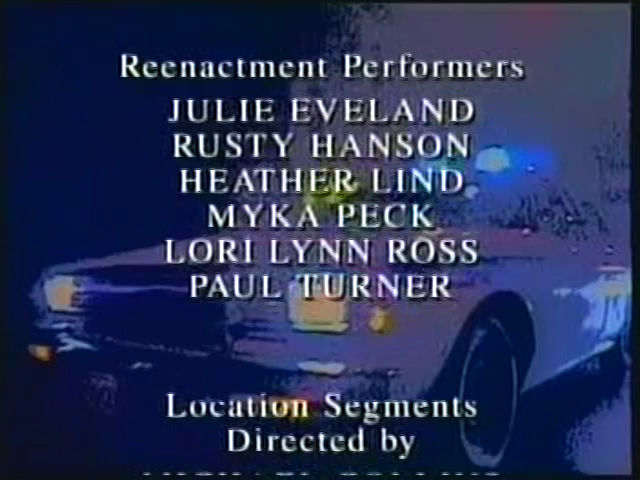 Reenactment Performers
JULIE EVELAND
RUSTY HANSON
HEATHER LIND
MYKA PECK
LORI LYNN ROSS
PAUL TURNER
Location Segments
Directed by